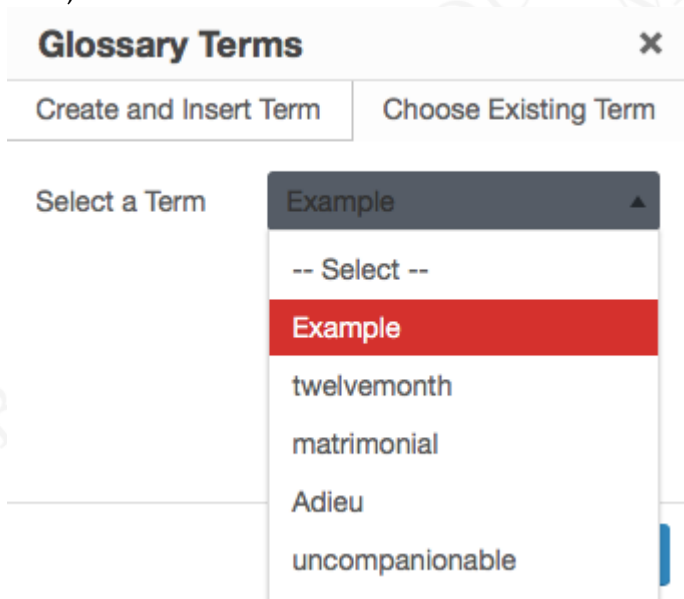 Glossary Terms ×
Create and Insert Term Choose Existing Term
Select a Term Example
-- Select --
Example
twelvemonth
matrimonial
Adieu
uncompanionable